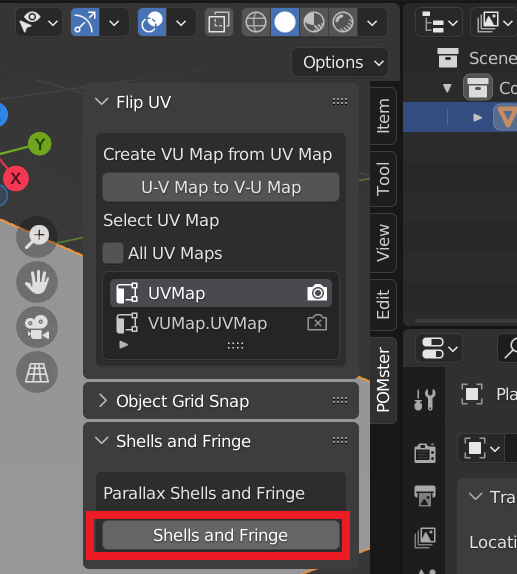 Options
Flip UV
Create VU Map from UV Map
U-V Map to V-U Map
Select UV Map
All UV Maps
UVMap
VUMap.UVMap
Object Grid Snap
Shells and Fringe
Parallax Shells and Fringe
Shells and Fringe
Item
Tool
View
Edit
POMster
Y
X
Scene
Co
Pla
Tra
Locati